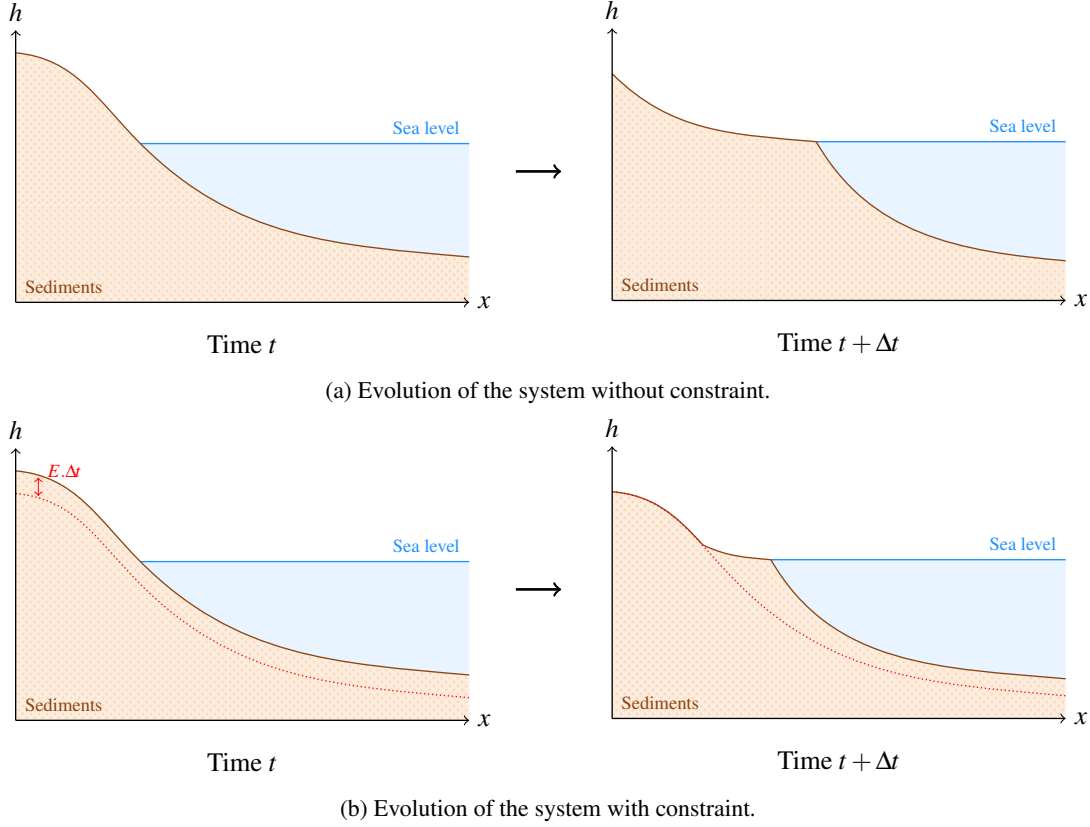 h
h
Sea level
Sea level
Sediments
x
Sediments
x
Time t
Time t + Δt
(a) Evolution of the system without constraint.
h
h
E.Δt
Sea level
Sea level
Sediments
x
Sediments
x
Time t
Time t + Δt
(b) Evolution of the system with constraint.